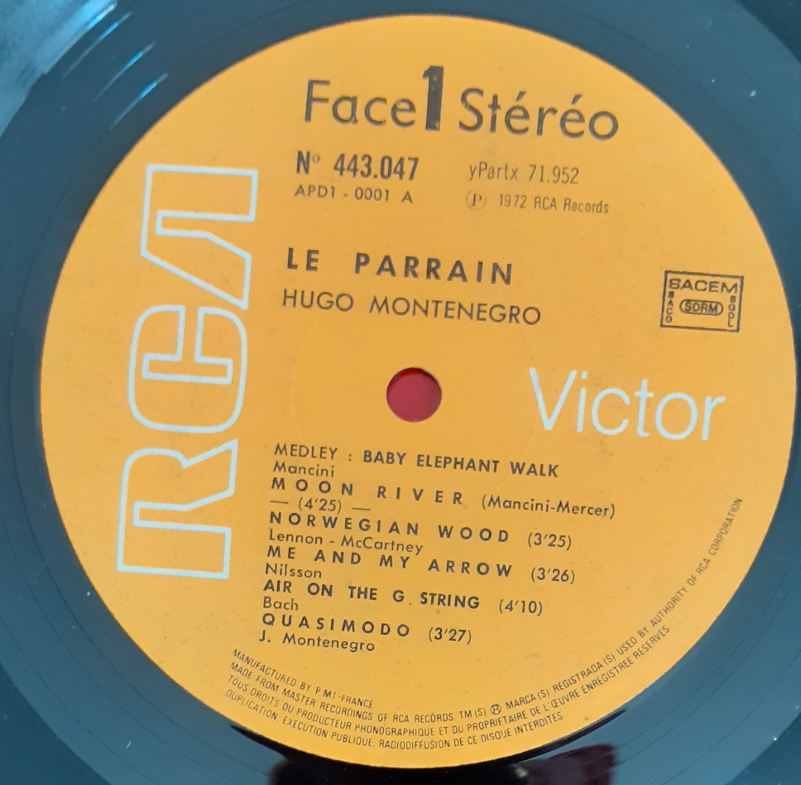 Face 1 Stéréo
Nº 443.047 yPartx 71.952
APD1 - 0001 A Ⓟ 1972 RCA Records
LE PARRAIN
HUGO MONTENEGRO
SACEM
SACD SDRM SGDL
RCA
Victor
MEDLEY : BABY ELEPHANT WALK
Mancini
MOON RIVER (Mancini-Mercer)
— (4'25) —
NORWEGIAN WOOD (3'25)
Lennon - McCartney
ME AND MY ARROW (3'26)
Nilsson
AIR ON THE G. STRING (4'10)
Bach
QUASIMODO (3'27)
J. Montenegro
MANUFACTURED BY P M I - FRANCE
MADE FROM MASTER RECORDINGS OF RCA RECORDS TM (S) ® MARCA (S) REGISTRADA (S) USED BY AUTHORITY OF RCA CORPORATION
TOUS DROITS DU PRODUCTEUR PHONOGRAPHIQUE ET DU PROPRIETAIRE DE L'ŒUVRE ENREGISTREE RESERVES
DUPLICATION, EXECUTION PUBLIQUE, RADIODIFFUSION DE CE DISQUE INTERDITES